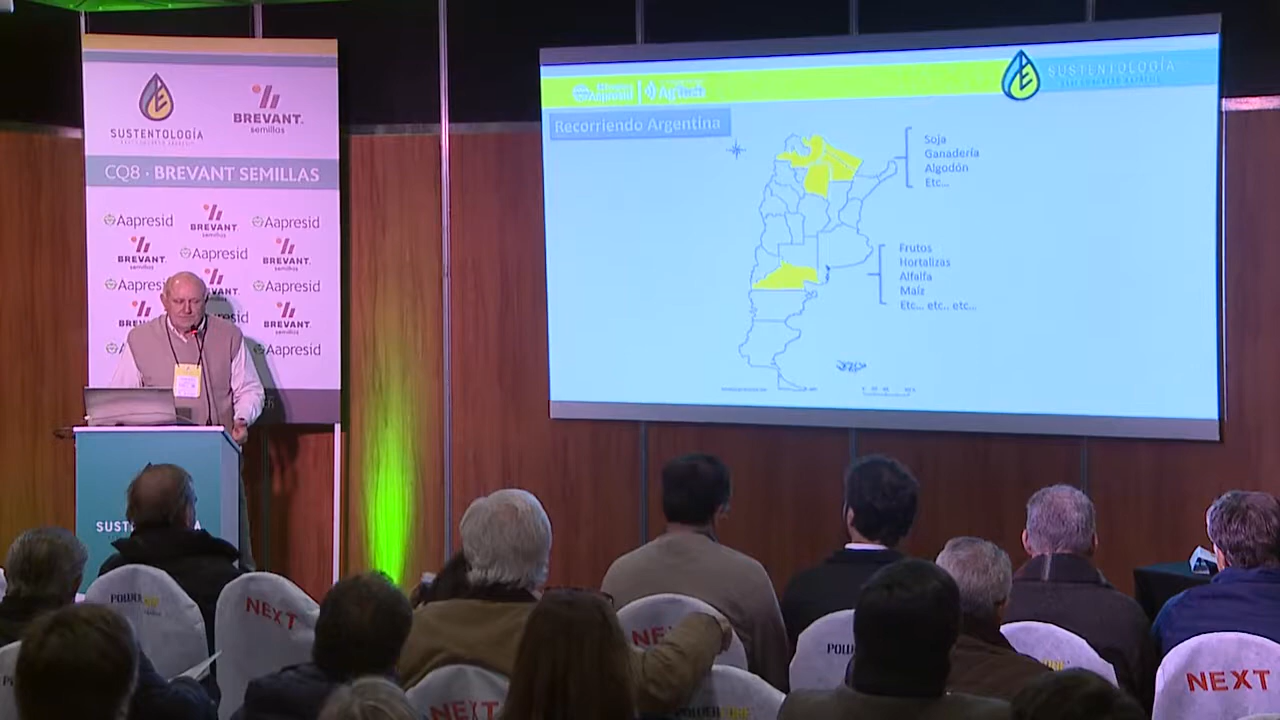 SUSTENTOLOGÍA
BREVANT
semillas
CQ8 · BREVANT SEMILLAS
Aapresid
BREVANT
semillas
Aapresid
BREVANT
semillas
Aapresid
BREVANT
semillas
Aapresid
Aapresid
BREVANT
semillas
Aapresid
Aapresid
SUSTENTOLOGÍA
Aapresid
AgTech
Recorriendo Argentina
Soja
Ganadería
Algodón
Etc...
Frutos
Hortalizas
Alfalfa
Maíz
Etc... etc.. etc...
NEXT
NEXT
NEXT